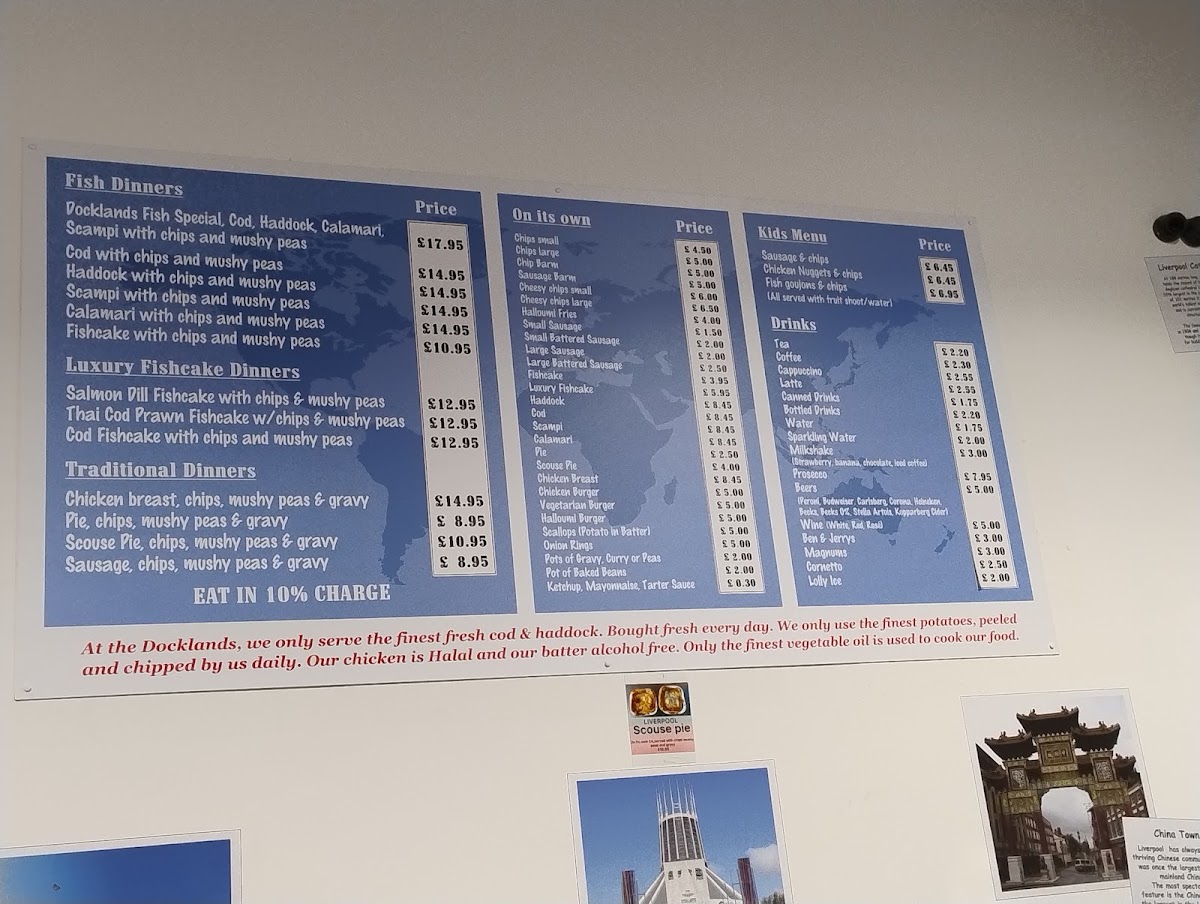 Fish Dinners
Price
Docklands Fish Special, Cod, Haddock, Calamari,
Scampi with chips and mushy peas £17.95
Cod with chips and mushy peas £14.95
Haddock with chips and mushy peas £14.95
Scampi with chips and mushy peas £14.95
Calamari with chips and mushy peas £14.95
Fishcake with chips and mushy peas £10.95
Luxury Fishcake Dinners
Salmon Dill Fishcake with chips & mushy peas £12.95
Thai Cod Prawn Fishcake w/chips & mushy peas £12.95
Cod Fishcake with chips and mushy peas £12.95
Traditional Dinners
Chicken breast, chips, mushy peas & gravy £14.95
Pie, chips, mushy peas & gravy £ 8.95
Scouse Pie, chips, mushy peas & gravy £10.95
Sausage, chips, mushy peas & gravy £ 8.95
EAT IN 10% CHARGE
On its own
Price
Chips small £ 4.50
Chips large £ 5.00
Chip Barm £ 5.00
Sausage Barm £ 5.00
Cheesy chips small £ 6.00
Cheesy chips large £ 6.50
Halloumi Fries £ 4.00
Small Sausage £ 1.50
Small Battered Sausage £ 2.00
Large Sausage £ 2.00
Large Battered Sausage £ 2.50
Fishcake £ 3.95
Luxury Fishcake £ 5.95
Haddock £ 8.45
Cod £ 8.45
Scampi £ 8.45
Calamari £ 8.45
Pie £ 2.50
Scouse Pie £ 4.00
Chicken Breast £ 8.45
Chicken Burger £ 5.00
Vegetarian Burger £ 5.00
Halloumi Burger £ 5.00
Scallops (Potato in Batter) £ 5.00
Onion Rings £ 5.00
Pots of Gravy, Curry or Peas £ 2.00
Pot of Baked Beans £ 2.00
Ketchup, Mayonnaise, Tarter Sauce £ 0.30
Kids Menu
Price
Sausage & chips £ 6.45
Chicken Nuggets & chips £ 6.45
Fish goujons & chips £ 6.95
(All served with fruit shoot/water)
Drinks
Tea £ 2.20
Coffee £ 2.30
Cappuccino £ 2.55
Latte £ 2.55
Canned Drinks £ 1.75
Bottled Drinks £ 2.20
Water £ 1.75
Sparkling Water £ 2.00
Milkshake £ 3.00
(Strawberry, banana, chocolate, iced coffee)
Prosecco £ 7.95
Beers £ 5.00
(Peroni, Budweiser, Carlsberg, Corona, Heineken,
Becks, Becks 0%, Stella Artois, Kopparberg Cider)
Wine (White, Red, Rosé) £ 5.00
Ben & Jerrys £ 3.00
Magnums £ 3.00
Cornetto £ 2.50
Lolly Ice £ 2.00
At the Docklands, we only serve the finest fresh cod & haddock. Bought fresh every day. We only use the finest potatoes, peeled
and chipped by us daily. Our chicken is Halal and our batter alcohol free. Only the finest vegetable oil is used to cook our food.
LIVERPOOL
Scouse pie
China Town
Liverpool has always
thriving Chinese
was once the largest
mainland
The most
feature is the